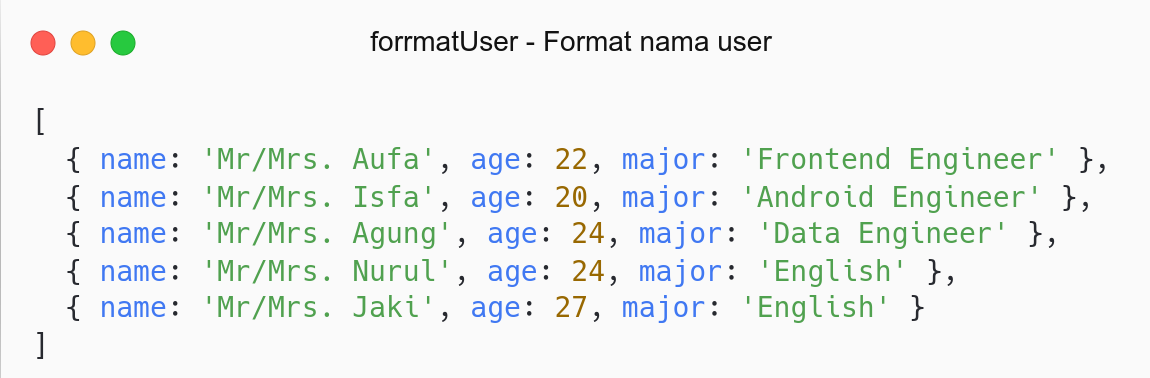 forrmatUser - Format nama user
[
  { name: 'Mr/Mrs. Aufa', age: 22, major: 'Frontend Engineer' },
  { name: 'Mr/Mrs. Isfa', age: 20, major: 'Android Engineer' },
  { name: 'Mr/Mrs. Agung', age: 24, major: 'Data Engineer' },
  { name: 'Mr/Mrs. Nurul', age: 24, major: 'English' },
  { name: 'Mr/Mrs. Jaki', age: 27, major: 'English' }
]